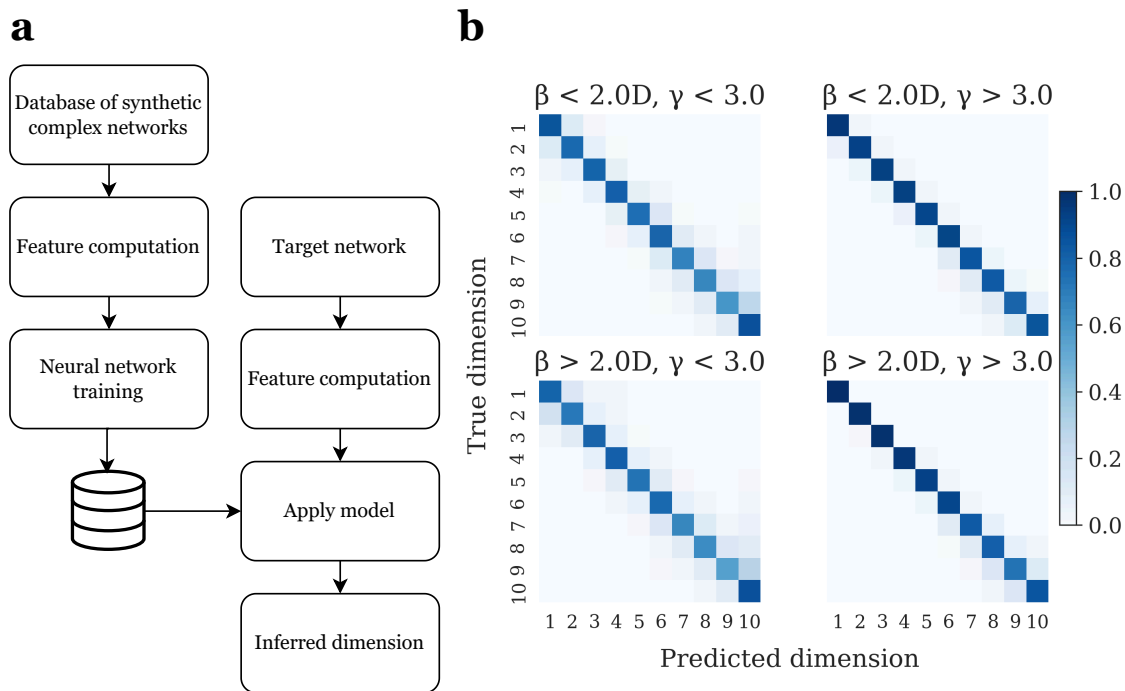 a
Database of synthetic
complex networks
Feature computation
Neural network
training
Target network
Feature computation
Apply model
Inferred dimension
b
β < 2.0D, γ < 3.0
β < 2.0D, γ > 3.0
True dimension
1
2
3
4
5
6
7
8
9
10
β > 2.0D, γ < 3.0
β > 2.0D, γ > 3.0
1
2
3
4
5
6
7
8
9
10
1 2 3 4 5 6 7 8 9 10
1 2 3 4 5 6 7 8 9 10
Predicted dimension
1.0
0.8
0.6
0.4
0.2
0.0